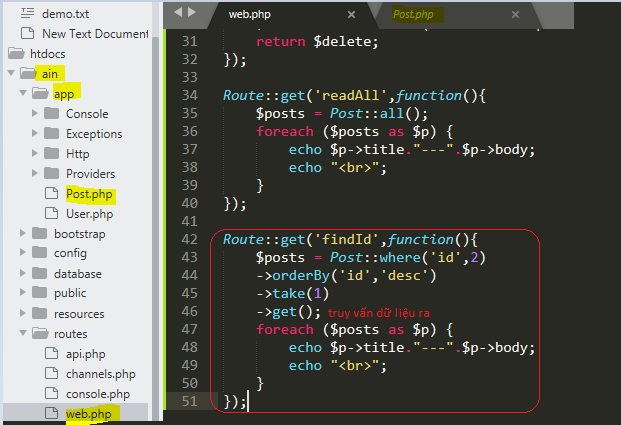 demo.txt
New Text Document
htdocs
ain
app
Console
Exceptions
Http
Providers
Post.php
User.php
bootstrap
config
database
public
resources
routes
api.php
channels.php
console.php
web.php
web.php × Post.php ×
31 return $delete;
32 });
33
34 Route::get('readAll',function(){
35 $posts = Post::all();
36 foreach ($posts as $p) {
37 echo $p->title."---".$p->body;
38 echo "<br>";
39 }
40 });
41
42 Route::get('findId',function(){
43 $posts = Post::where('id',2)
44 ->orderBy('id','desc')
45 ->take(1)
46 ->get(); truy vấn dữ liệu ra
47 foreach ($posts as $p) {
48 echo $p->title."---".$p->body;
49 echo "<br>";
50 }
51 });